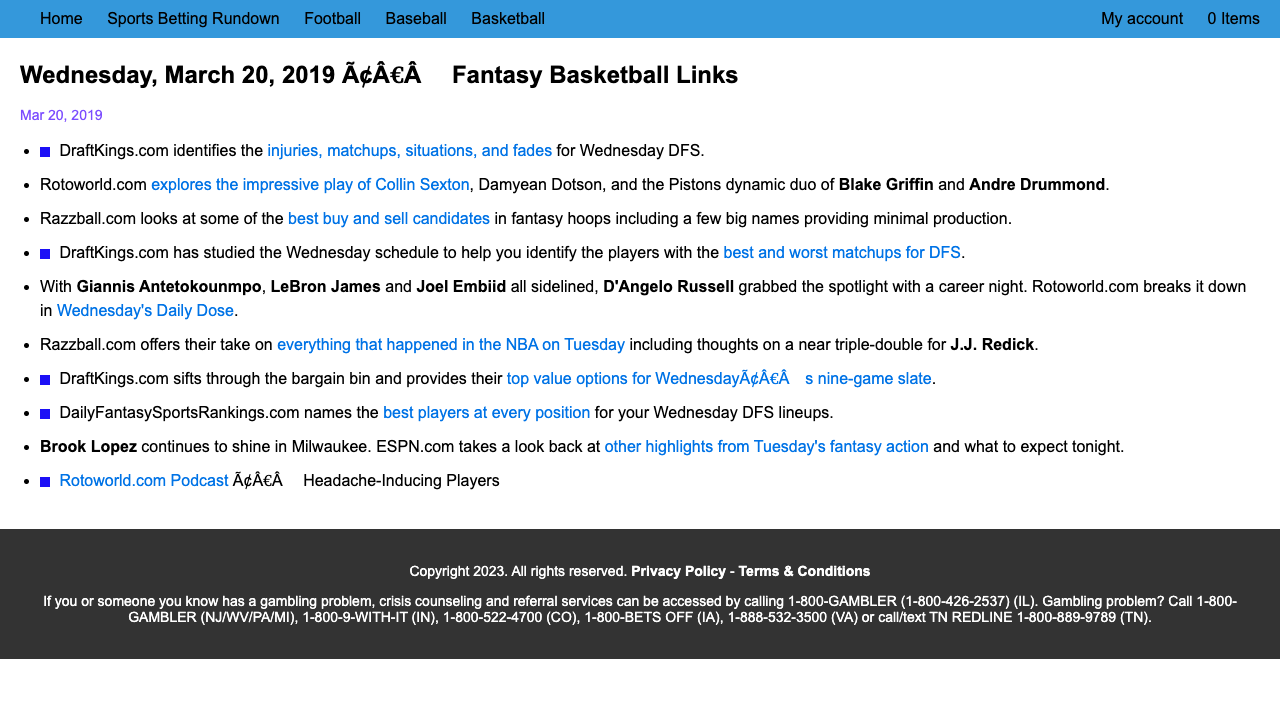 Home Sports Betting Rundown Football Baseball Basketball My account 0 Items
Wednesday, March 20, 2019 Ã¢Â€Â Fantasy Basketball Links
Mar 20, 2019
DraftKings.com identifies the injuries, matchups, situations, and fades for Wednesday DFS.
Rotoworld.com explores the impressive play of Collin Sexton, Damyean Dotson, and the Pistons dynamic duo of Blake Griffin and Andre Drummond.
Razzball.com looks at some of the best buy and sell candidates in fantasy hoops including a few big names providing minimal production.
DraftKings.com has studied the Wednesday schedule to help you identify the players with the best and worst matchups for DFS.
With Giannis Antetokounmpo, LeBron James and Joel Embiid all sidelined, D'Angelo Russell grabbed the spotlight with a career night. Rotoworld.com breaks it down
in Wednesday's Daily Dose.
Razzball.com offers their take on everything that happened in the NBA on Tuesday including thoughts on a near triple-double for J.J. Redick.
DraftKings.com sifts through the bargain bin and provides their top value options for WednesdayÃ¢Â€Â s nine-game slate.
DailyFantasySportsRankings.com names the best players at every position for your Wednesday DFS lineups.
Brook Lopez continues to shine in Milwaukee. ESPN.com takes a look back at other highlights from Tuesday's fantasy action and what to expect tonight.
Rotoworld.com Podcast Ã¢Â€Â Headache-Inducing Players
Copyright 2023. All rights reserved. Privacy Policy - Terms & Conditions
If you or someone you know has a gambling problem, crisis counseling and referral services can be accessed by calling 1-800-GAMBLER (1-800-426-2537) (IL). Gambling problem? Call 1-800-
GAMBLER (NJ/WV/PA/MI), 1-800-9-WITH-IT (IN), 1-800-522-4700 (CO), 1-800-BETS OFF (IA), 1-888-532-3500 (VA) or call/text TN REDLINE 1-800-889-9789 (TN).